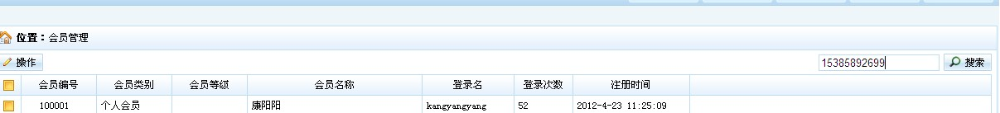 位置：会员管理
操作 15385892699 搜索
会员编号 会员类别 会员等级 会员名称 登录名 登录次数 注册时间
100001 个人会员 康阳阳 kangyangyang 52 2012-4-23 11:25:09